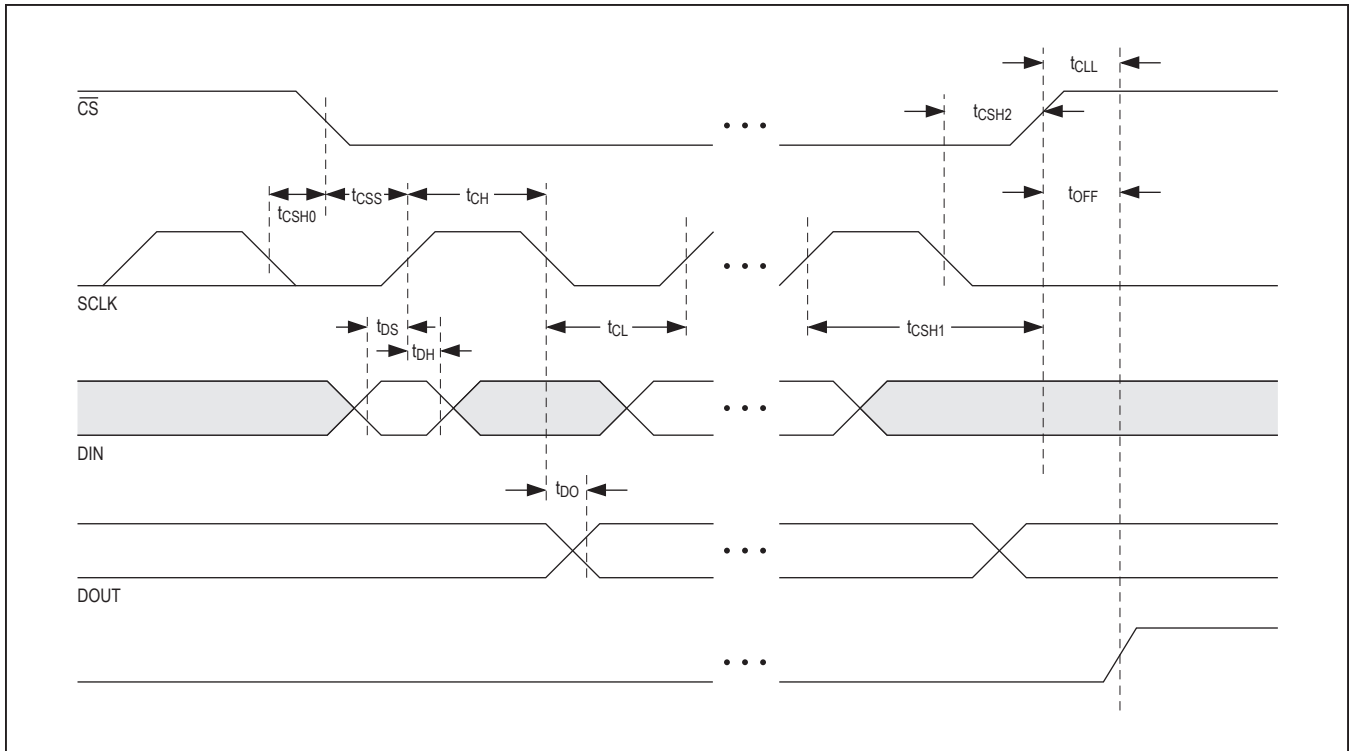 tCLL
CS
tCSH2
tCSS
tCH
tOFF
tCSH0
SCLK
tDS
tCL
tCSH1
tDH
DIN
tDO
DOUT